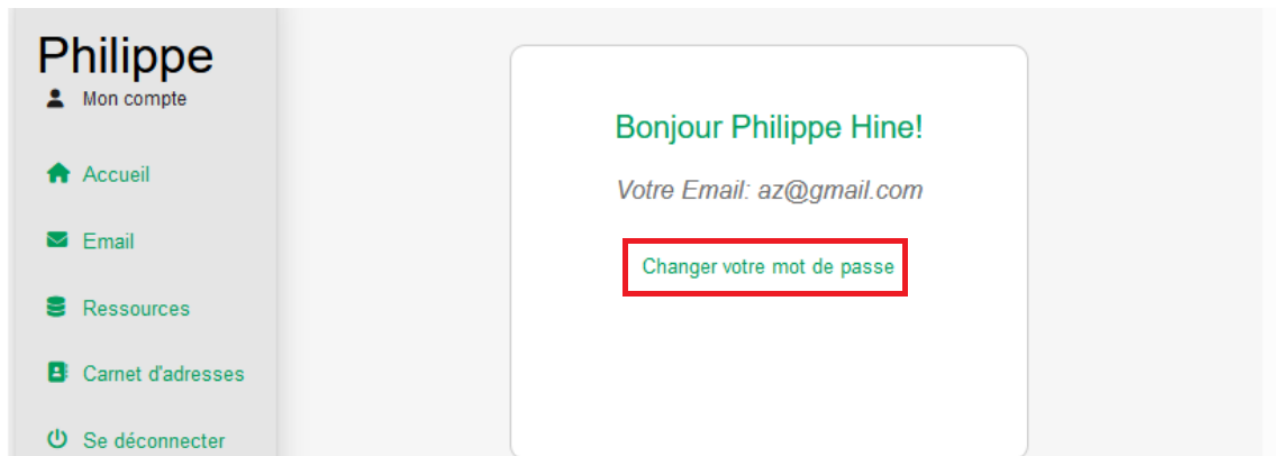 Philippe
Mon compte
Accueil
Email
Ressources
Carnet d'adresses
Se déconnecter
Bonjour Philippe Hine!
Votre Email: az@gmail.com
Changer votre mot de passe